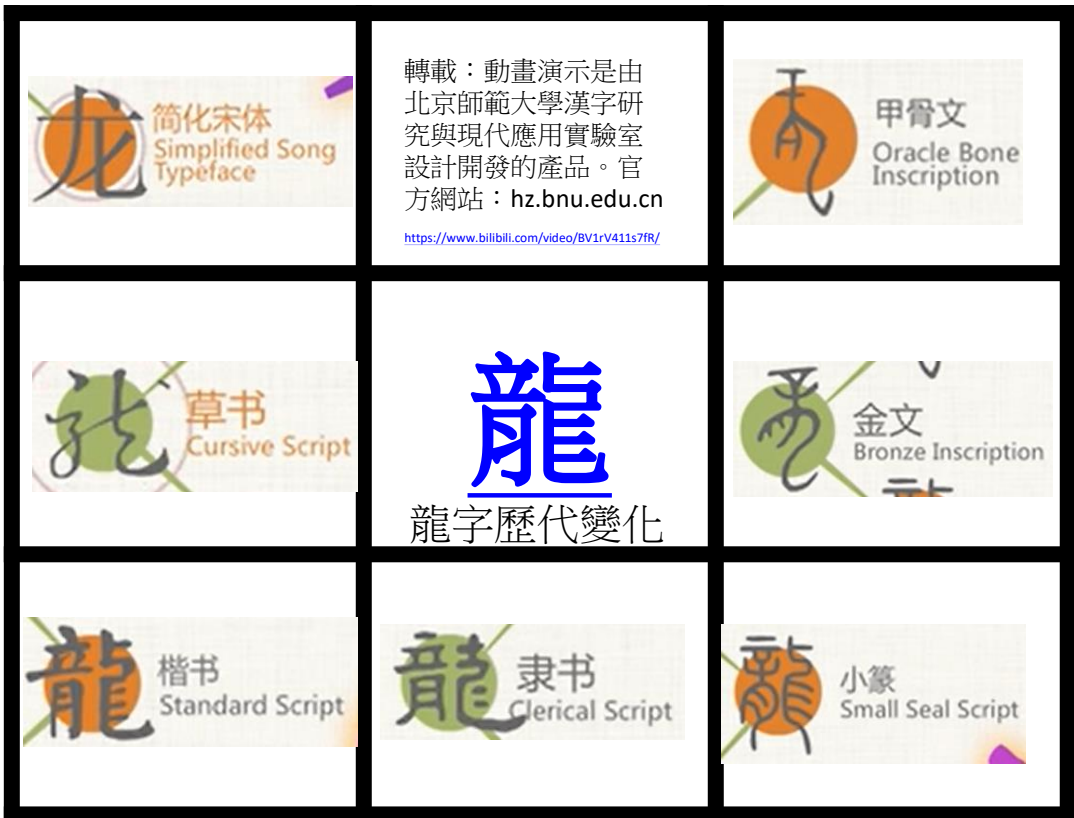 龙
简化宋体
Simplified Song
Typeface
轉載：動畫演示是由
北京師範大學漢字研
究與現代應用實驗室
設計開發的產品。官
方網站：hz.bnu.edu.cn
https://www.bilibili.com/video/BV1rV411s7fR/
甲骨文
Oracle Bone
Inscription
草书
Cursive Script
龍
龍字歷代變化
金文
Bronze Inscription
龍
楷书
Standard Script
龍
隶书
Clerical Script
龍
小篆
Small Seal Script